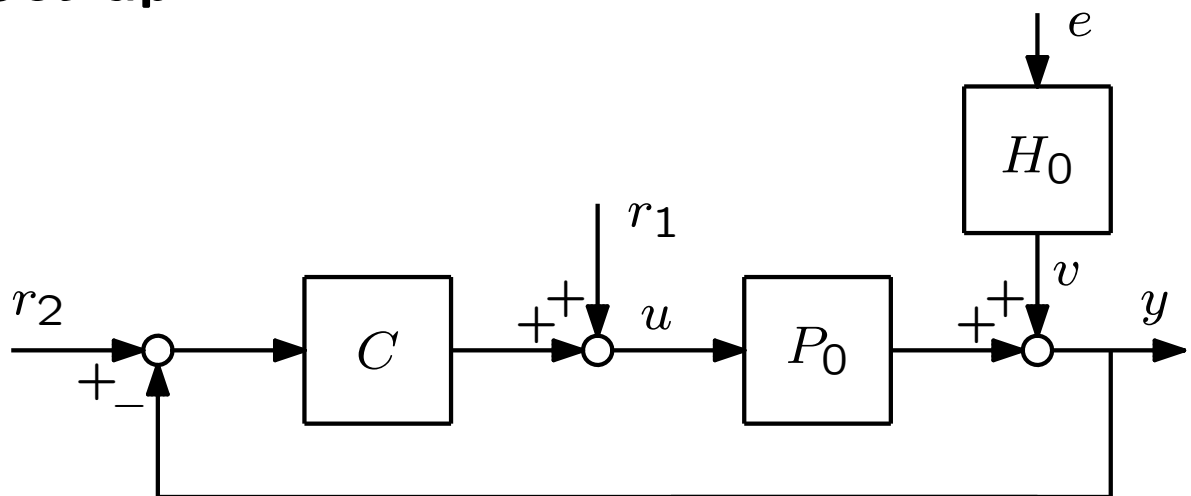 e
H₀
r₁
v
r₂
+
+
u
+
+
y
C
P₀
+
−